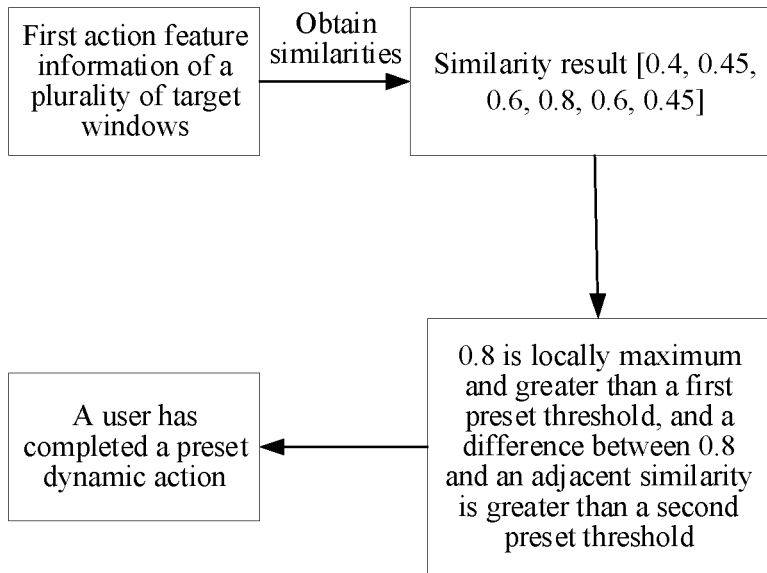 First action feature
information of a
plurality of target
windows
Obtain
similarities
Similarity result [0.4, 0.45,
0.6, 0.8, 0.6, 0.45]
0.8 is locally maximum
and greater than a first
preset threshold, and a
difference between 0.8
and an adjacent similarity
is greater than a second
preset threshold
A user has
completed a preset
dynamic action